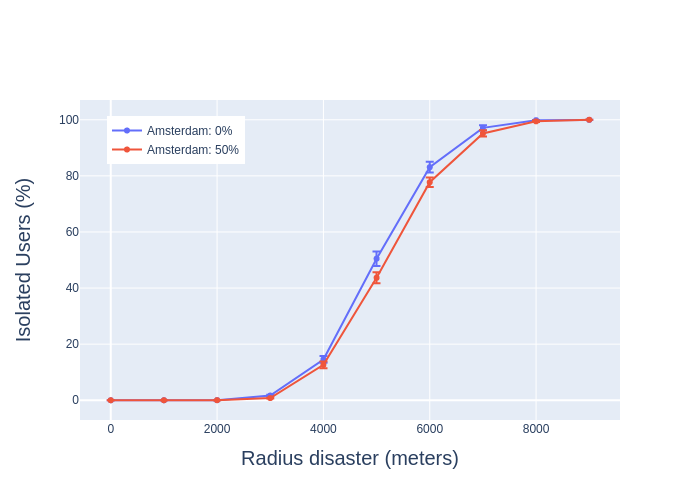 100
80
60
40
20
0
Isolated Users (%)
Amsterdam: 0%
Amsterdam: 50%
0
2000
4000
6000
8000
Radius disaster (meters)